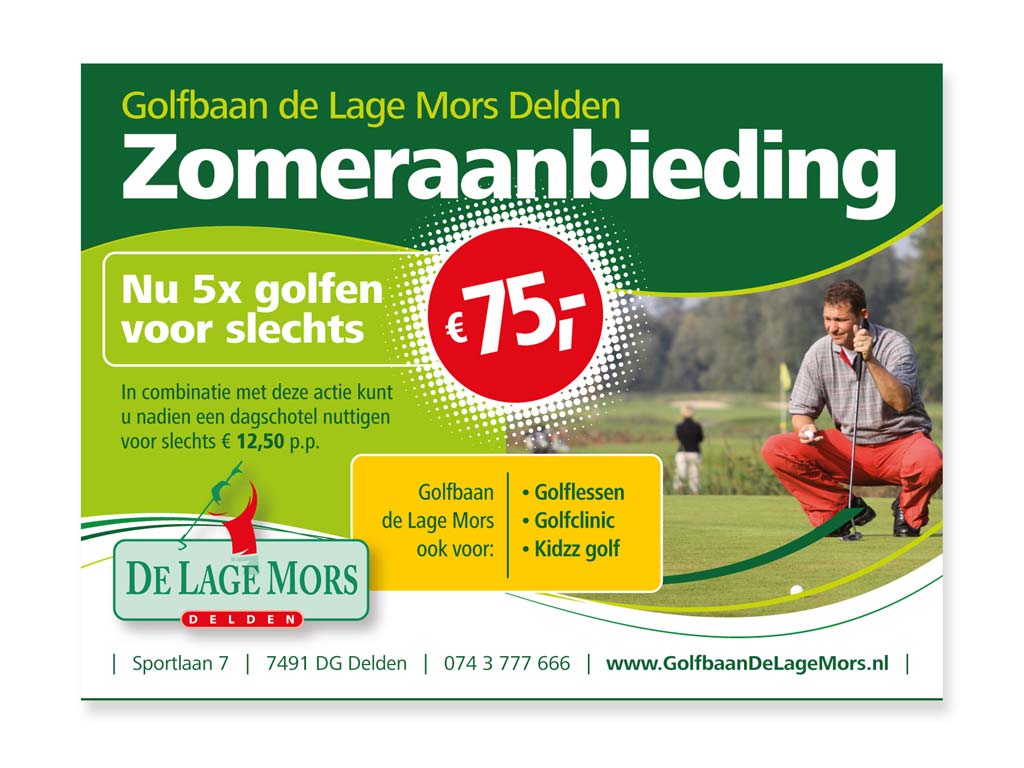 Golfbaan de Lage Mors Delden
Zomeraanbieding
Nu 5x golfen
voor slechts
€ 75,-
In combinatie met deze actie kunt
u nadien een dagschotel nuttigen
voor slechts € 12,50 p.p.
Golfbaan
de Lage Mors
ook voor:
• Golflessen
• Golfclinic
• Kidzz golf
DE LAGE MORS
DELDEN
| Sportlaan 7 | 7491 DG Delden | 074 3 777 666 | www.GolfbaanDeLageMors.nl |